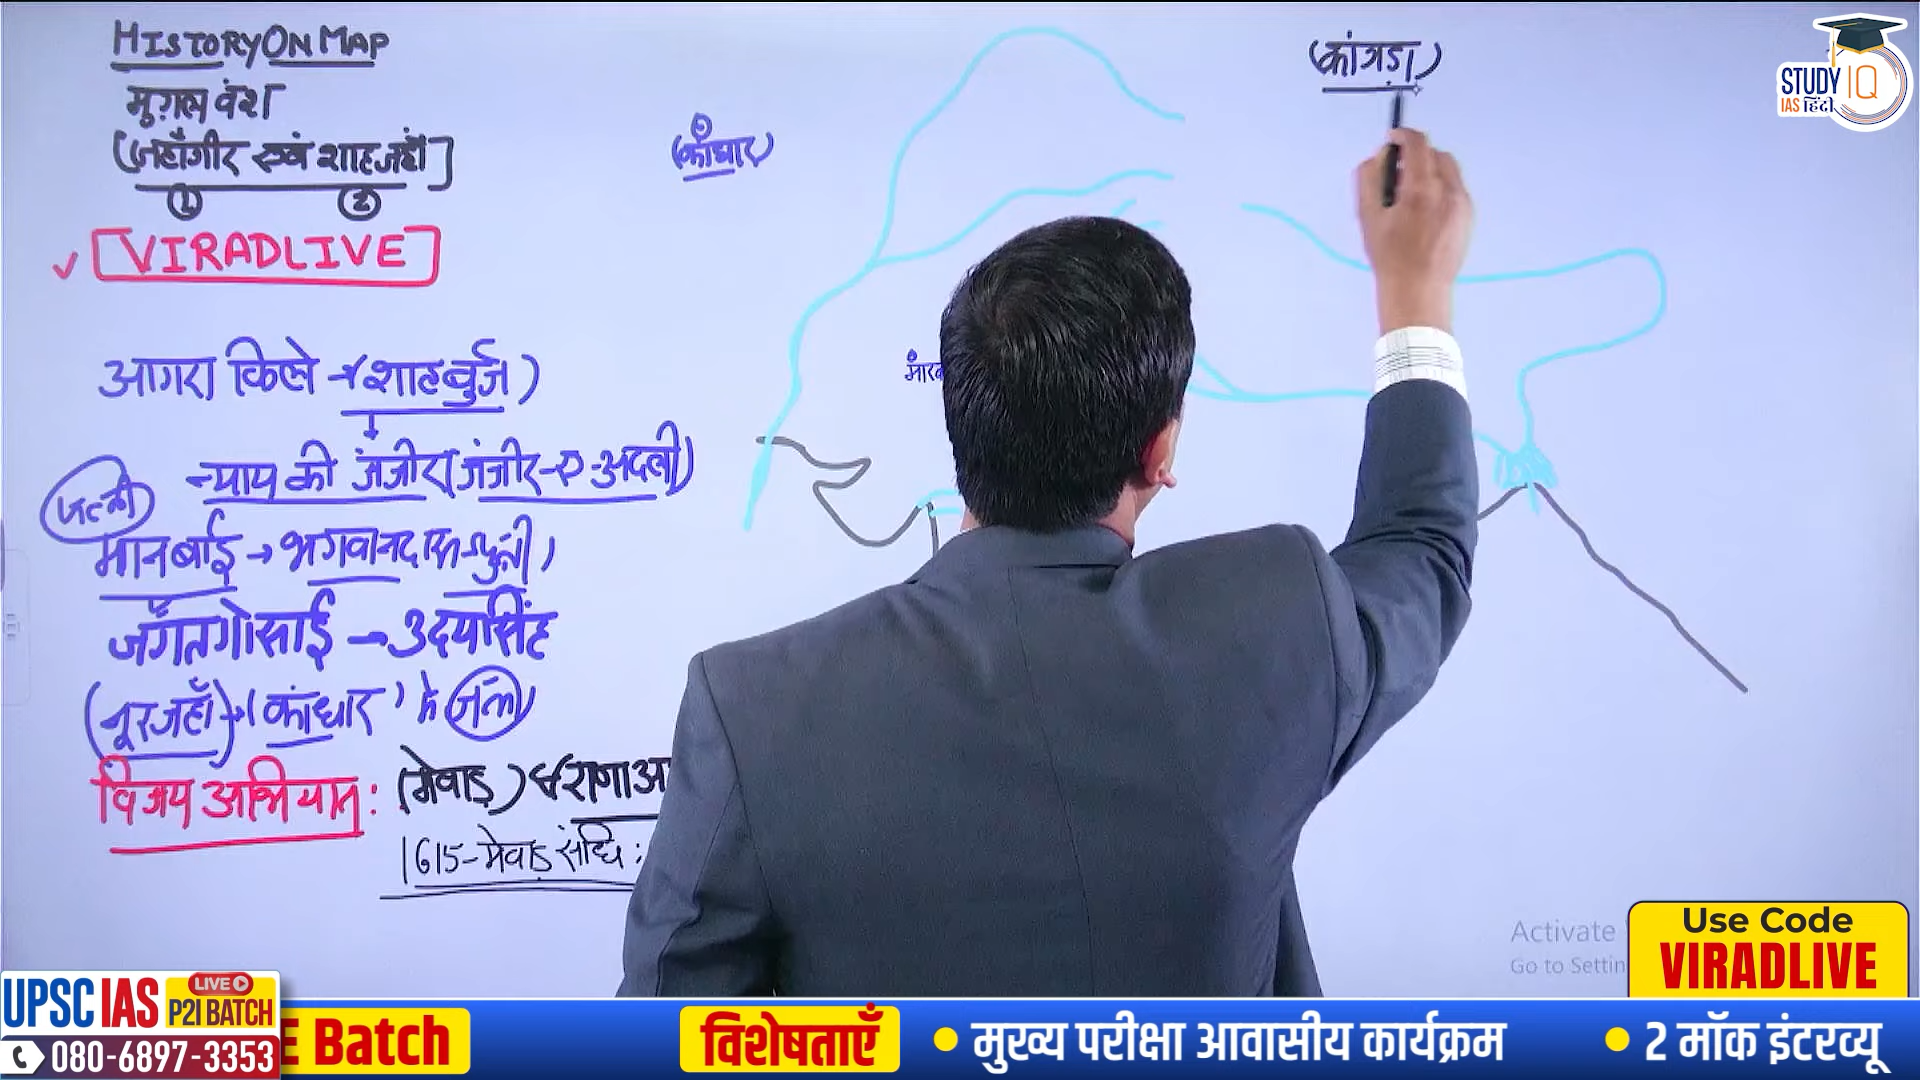 HISTORY ON MAP
मुग़ल वंश
(जहाँगीर एवं शाहजहाँ]
1 2
✓ [VIRADLIVE]
आगरा किले → (शाहबुर्ज)
न्याय की जंजीर (जंजीर-ए-अदली)
मानबाई → भगवानदास पुत्री)
जगतगोसाई → उदयसिंह
(नूरजहाँ) → 'कांधार' में जन्म
विजय अभियान: (मेवाड़)
1615-मेवाड़ संधि:
(कांधार)
(कांगड़ा)
STUDY IQ
IAS हिंदी
Activate
Go to Settin
Use Code
VIRADLIVE
UPSC IAS LIVE P2I BATCH
080-6897-3353
E Batch
विशेषताएँ
• मुख्य परीक्षा आवासीय कार्यक्रम
• 2 मॉक इंटरव्यू